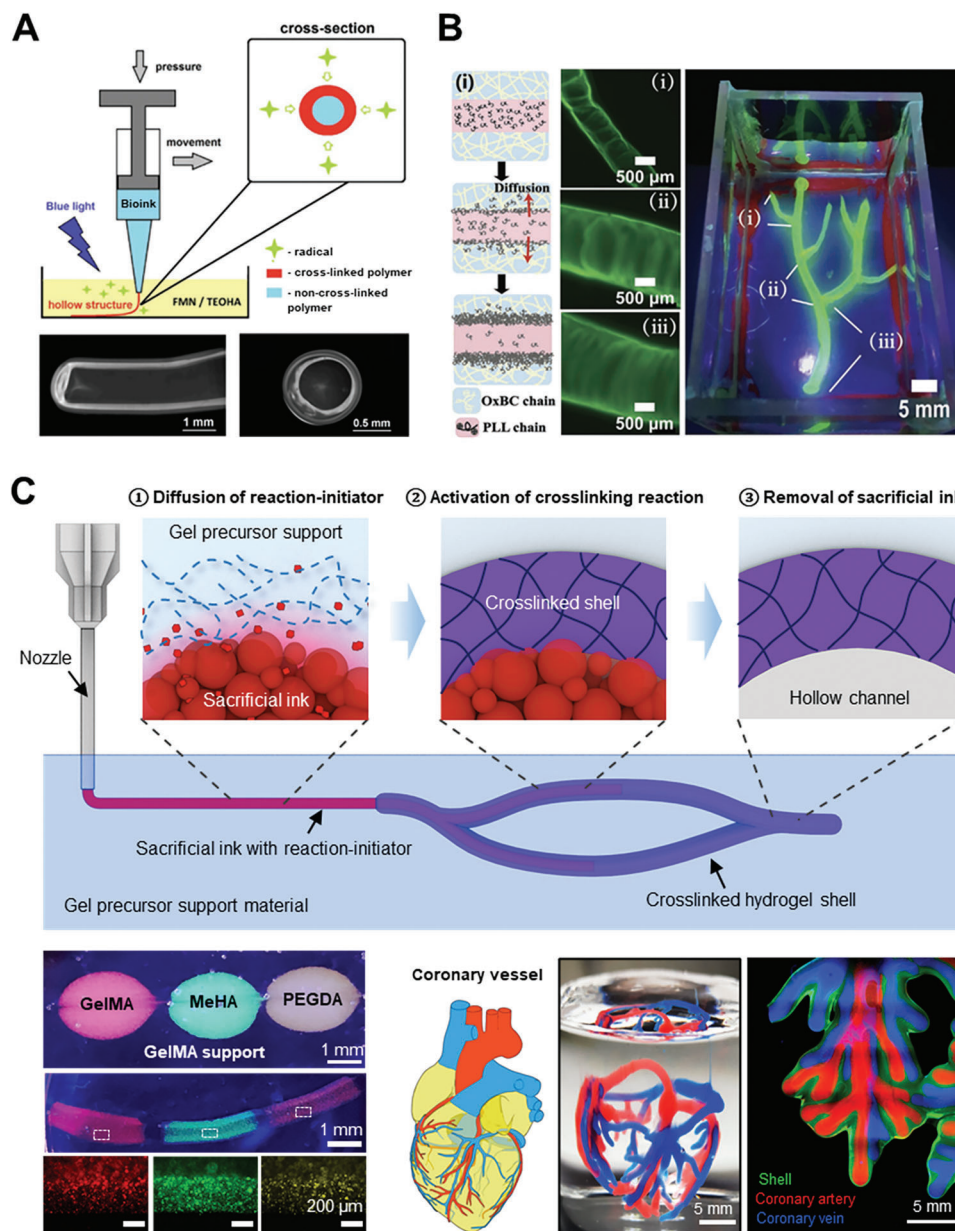 A
pressure
movement
Bioink
Blue light
hollow structure
FMN / TEOHA
cross-section
- radical
- cross-linked polymer
- non-cross-linked
polymer
1 mm
0.5 mm
B
(i)
Diffusion
OxBC chain
PLL chain
(i)
500 µm
(ii)
500 µm
(iii)
500 µm
(i)
(ii)
(iii)
5 mm
C
① Diffusion of reaction-initiator
② Activation of crosslinking reaction
③ Removal of sacrificial in
Gel precursor support
Sacrificial ink
Crosslinked shell
Hollow channel
Nozzle
Sacrificial ink with reaction-initiator
Crosslinked hydrogel shell
Gel precursor support material
GelMA
MeHA
PEGDA
GelMA support
1 mm
1 mm
200 µm
Coronary vessel
5 mm
Shell
Coronary artery
Coronary vein
5 mm